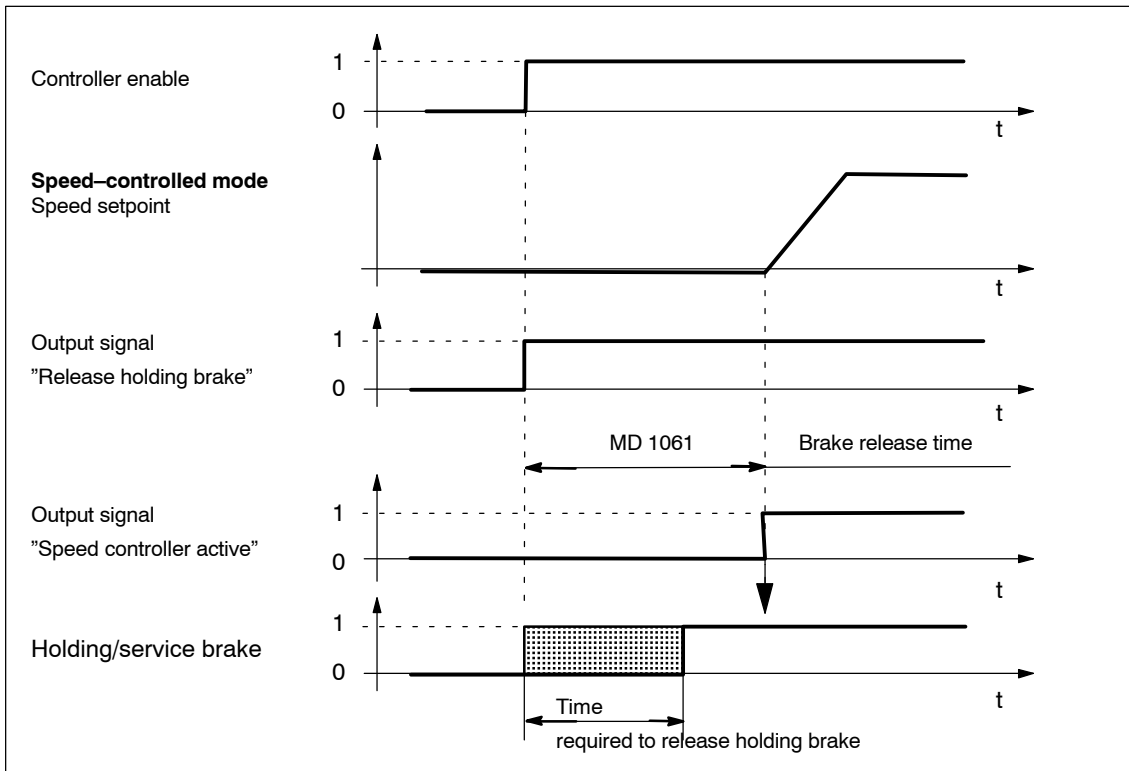 1
Controller enable
0
t
Speed–controlled mode
Speed setpoint
t
Output signal
1
”Release holding brake”
0
t
MD 1061
Brake release time
Output signal
1
”Speed controller active”
0
t
1
Holding/service brake
0
t
Time
required to release holding brake